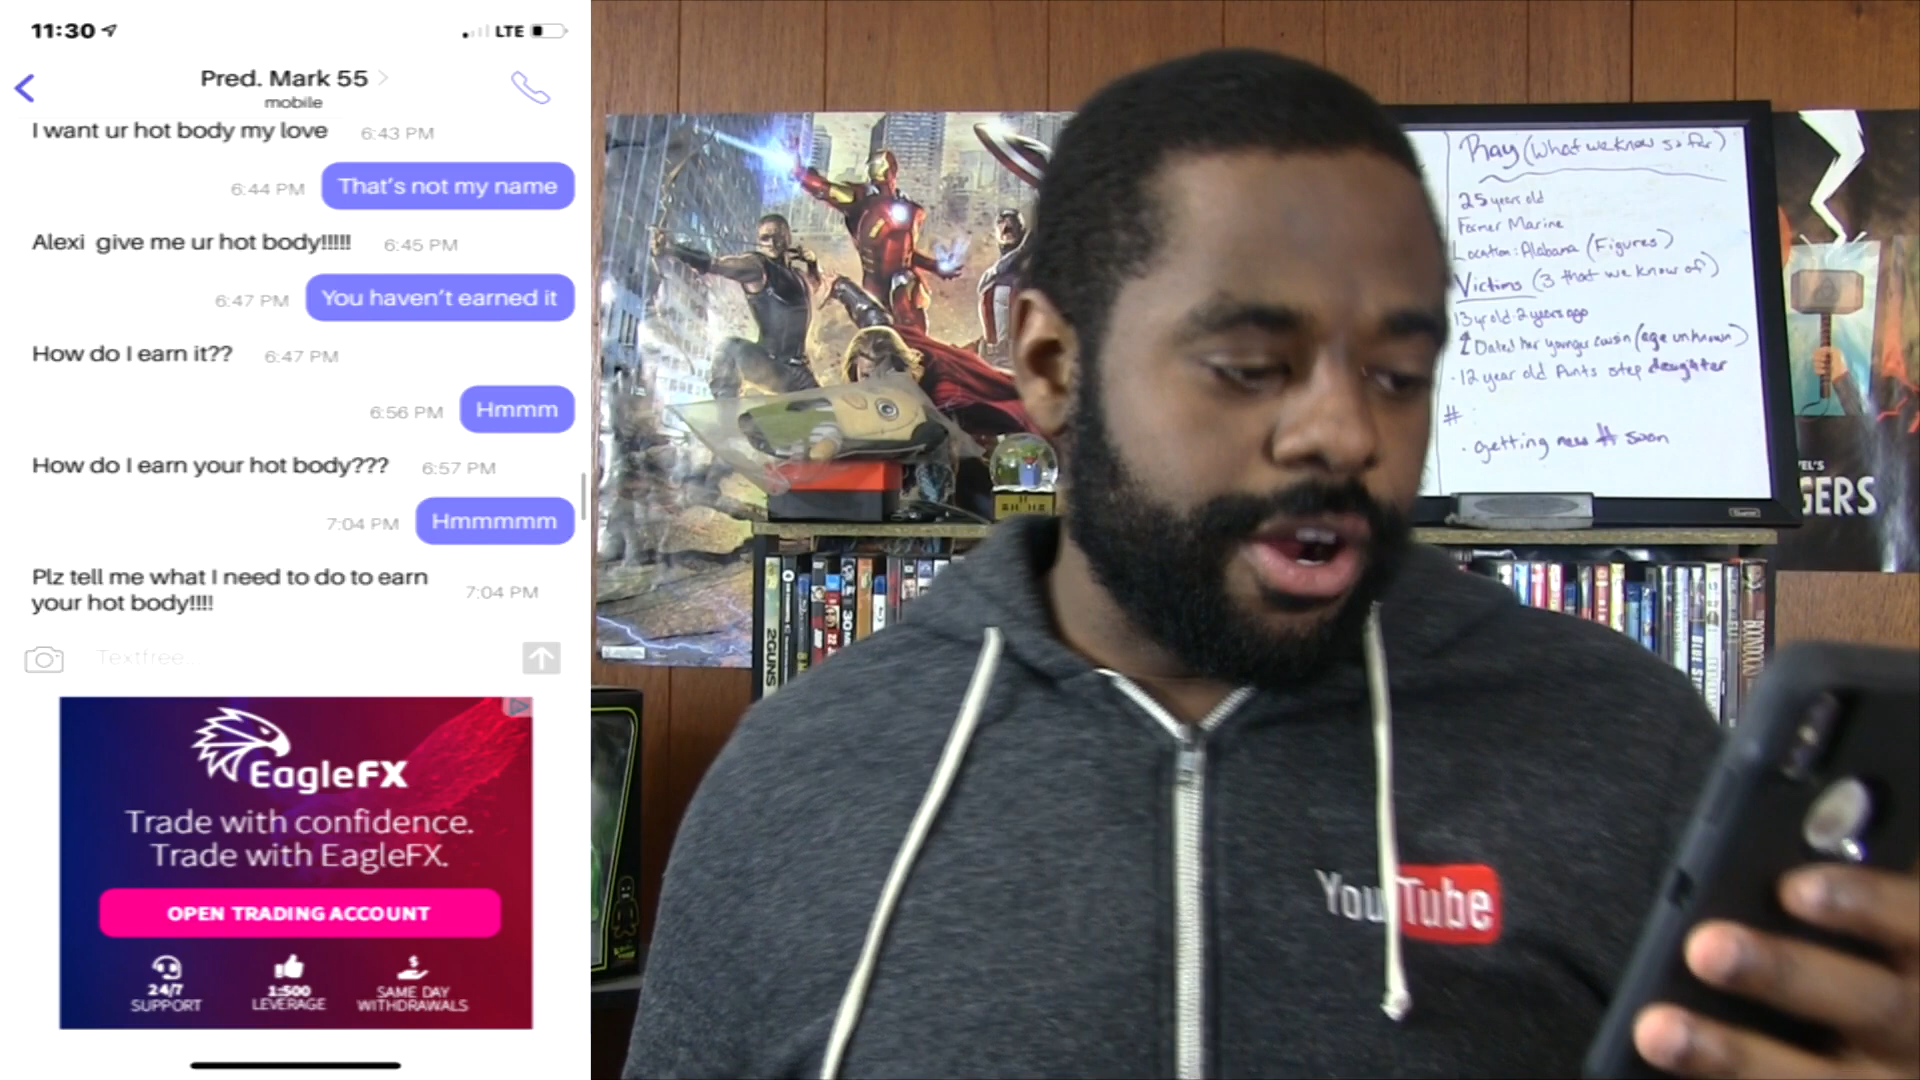 11:30
LTE
Pred. Mark 55
mobile
I want ur hot body my love 6:43 PM
6:44 PM That's not my name
Alexi give me ur hot body!!!!! 6:45 PM
6:47 PM You haven't earned it
How do I earn it?? 6:47 PM
6:56 PM Hmmm
How do I earn your hot body??? 6:57 PM
7:04 PM Hmmmmm
Plz tell me what I need to do to earn
your hot body!!!! 7:04 PM
Textfree...
EagleFX
Trade with confidence.
Trade with EagleFX.
OPEN TRADING ACCOUNT
24/7
SUPPORT
1:500
LEVERAGE
$
SAME DAY
WITHDRAWALS
Ray (What we know so far)
25 years old
Former Marine
Location: Alabama (Figures)
Victims (3 that we know of)
13 yr old 2 years ago
Dated her younger cousin (age unknown)
· 12 year old Aunts step daughter
#:
· getting new # soon
GERS
2GUNS
30
YouTube